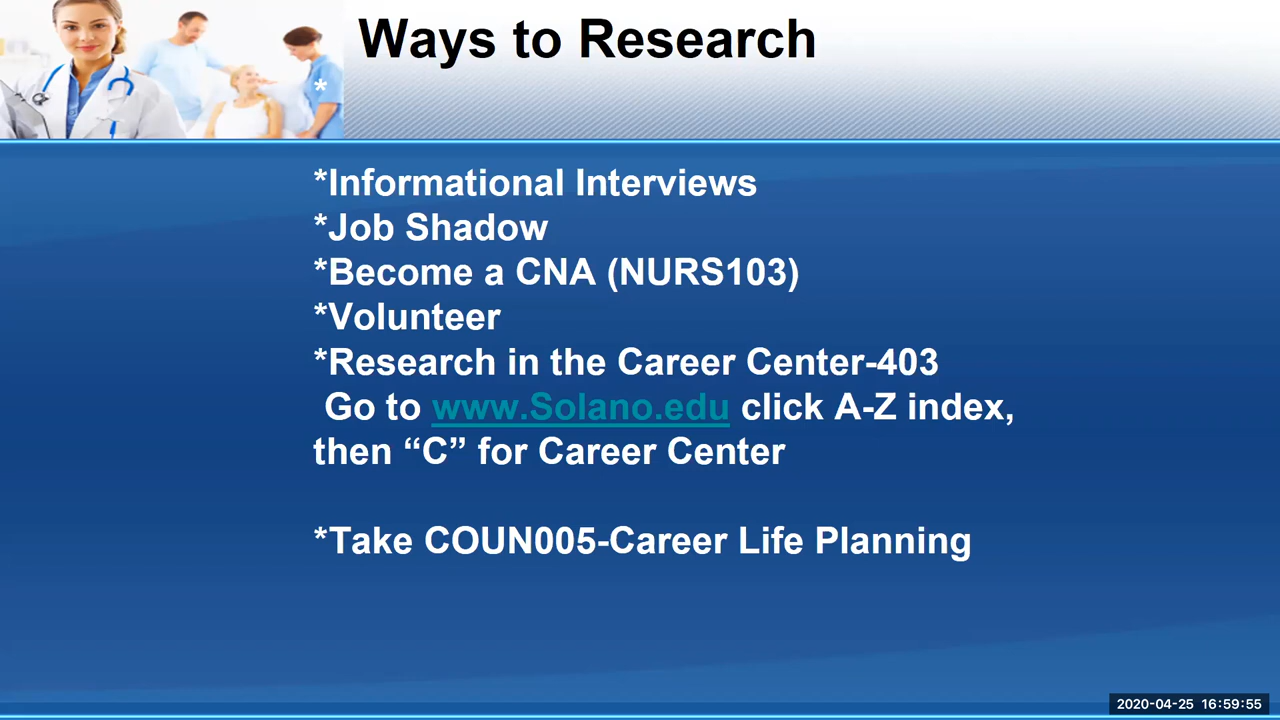 Ways to Research
*
*Informational Interviews
*Job Shadow
*Become a CNA (NURS103)
*Volunteer
*Research in the Career Center-403
Go to www.Solano.edu click A-Z index,
then “C” for Career Center
*Take COUN005-Career Life Planning
2020-04-25 16:59:55